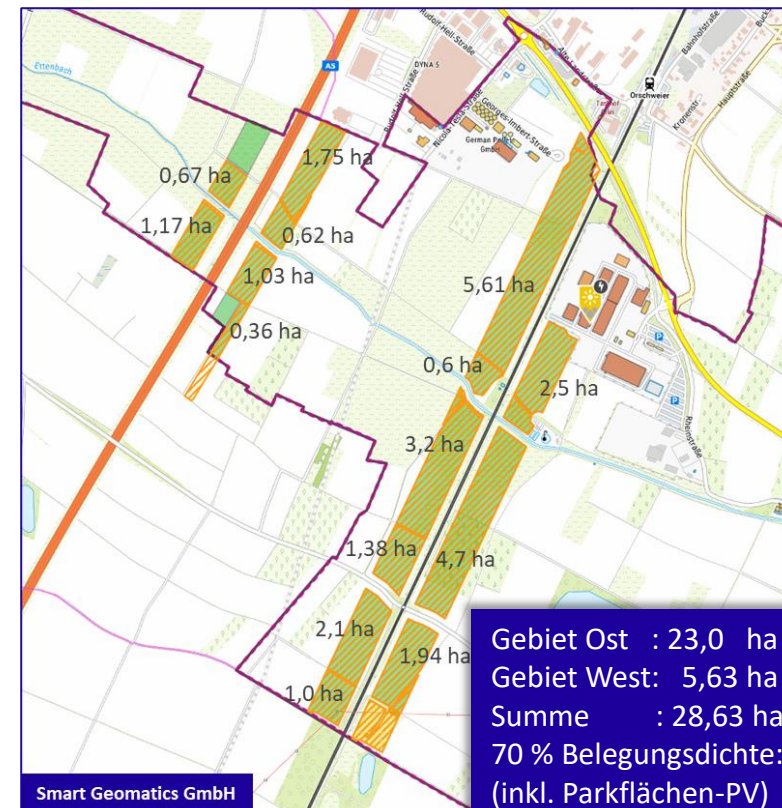 Ettenbach
A5
Rudolf-Hell-Straße
DYNA 5
Rudolf-Hell-Straße
Nicola-Tesla-Straße
Georges-Imbert-Straße
German Pellets
GmbH
Alte Landstraße
Orschweier
Bahnhofstraße
Kronenstr.
Hauptstraße
0,67 ha
1,75 ha
1,17 ha
0,62 ha
1,03 ha
0,36 ha
5,61 ha
0,6 ha
2,5 ha
P
P
Rheinstraße
3,2 ha
1,38 ha
4,7 ha
2,1 ha
1,94 ha
1,0 ha
Gebiet Ost : 23,0 ha
Gebiet West: 5,63 ha
Summe : 28,63 ha
70 % Belegungsdichte:
(inkl. Parkflächen-PV)
Smart Geomatics GmbH